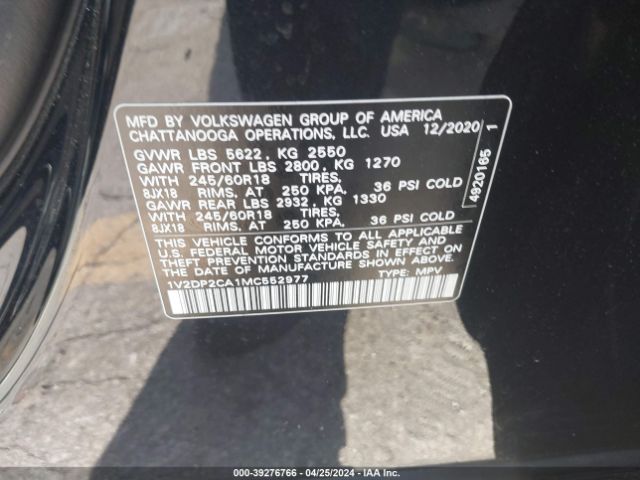 MFD BY VOLKSWAGEN GROUP OF AMERICA
CHATTANOOGA OPERATIONS, LLC. USA 12/2020
GVWR LBS 5622, KG 2550
GAWR FRONT LBS 2800, KG 1270
WITH 245/60R18 TIRES,
8JX18 RIMS, AT 250 KPA, 36 PSI COLD
GAWR REAR LBS 2932, KG 1330
WITH 245/60R18 TIRES,
8JX18 RIMS, AT 250 KPA, 36 PSI COLD
THIS VEHICLE CONFORMS TO ALL APPLICABLE
U.S. FEDERAL MOTOR VEHICLE SAFETY AND
THEFT PREVENTION STANDARDS IN EFFECT ON
THE DATE OF MANUFACTURE SHOWN ABOVE.
1V2DP2CA1MC552977 TYPE: MPV
4920165 1
000-39276766 - 04/25/2024 - IAAI.COM